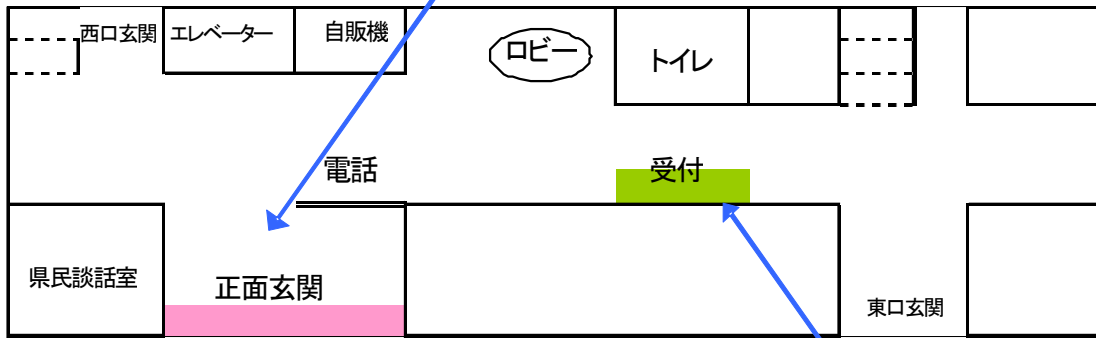 西口玄関
エレベーター
自販機
ロビー
トイレ
電話
受付
県民談話室
正面玄関
東口玄関